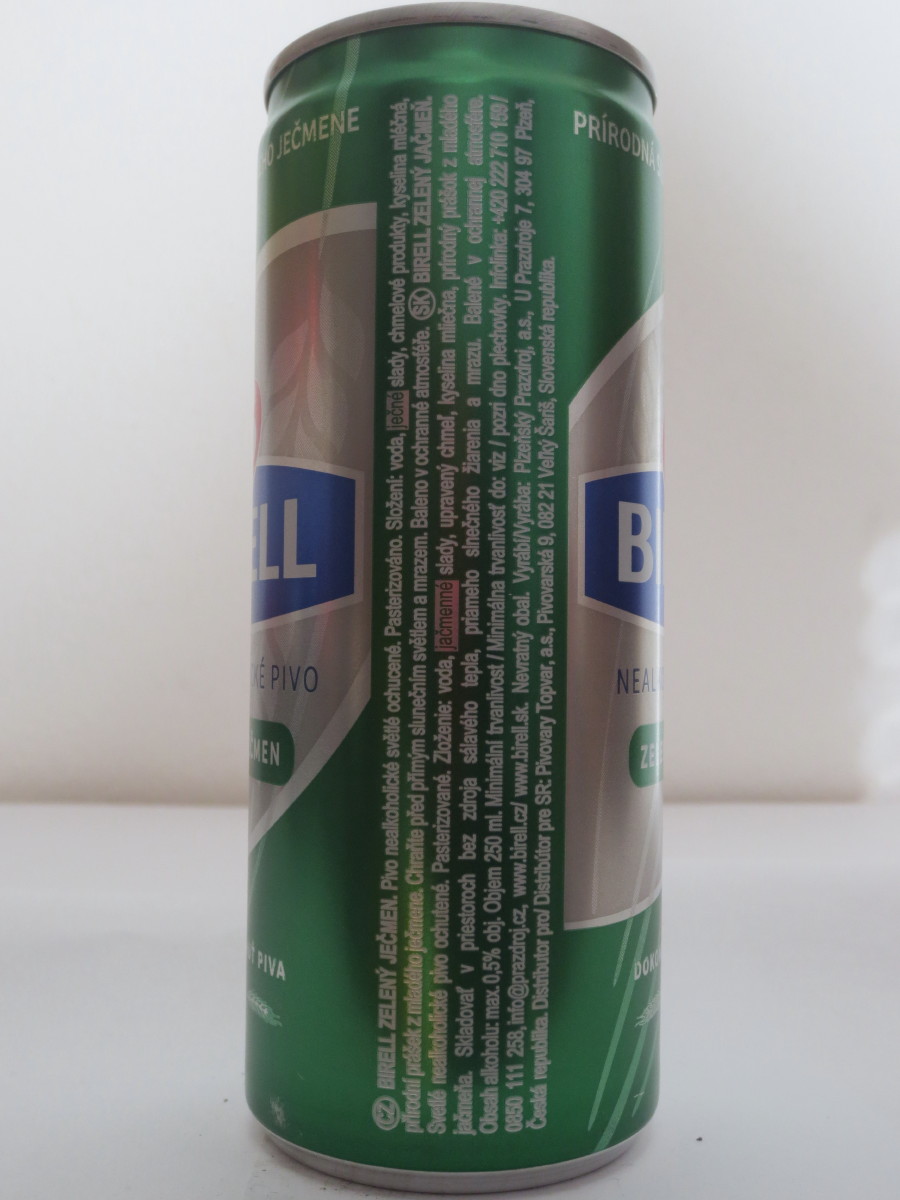 PO JEČMENE
PRÍRODNÁ
ELL
BI
KÉ PIVO
NEAL
ČMEN
ZE
Ť PIVA
DOKO
CZ BIRELL ZELENÝ JEČMEN. Pivo nealkoholické světlé ochucené. Pasterizováno. Složení: voda, ječné slady, chmelové produkty, kyselina mléčná,
přírodní prášek z mladého ječmene. Chraňte před přímým slunečním světlem a mrazem. Baleno v ochranné atmosféře. SK BIRELL ZELENÝ JAČMEŇ.
Svetlé nealkoholické pivo ochutené. Pasterizované. Zloženie: voda, jačmenné slady, upravený chmeľ, kyselina mliečna, prírodný prášok z mladého
jačmeňa. Skladovať v priestoroch bez zdroja sálavého tepla, priameho slnečného žiarenia a mrazu. Balené v ochrannej atmosfére.
Obsah alkoholu: max. 0,5% obj. Objem 250 ml. Minimální trvanlivost / Minimálna trvanlivosť do: viz / pozri dno plechovky. Infolinka: +420 222 710 159 /
0850 111 258, info@prazdroj.cz, www.birell.cz/ www.birell.sk. Nevratný obal. Vyrábí/Vyrába: Plzeňský Prazdroj, a.s., U Prazdroje 7, 304 97 Plzeň,
Česká republika. Distributor pro/ Distribútor pre SR: Pivovary Topvar, a.s., Pivovarská 9, 082 21 Veľký Šariš, Slovenská republika.